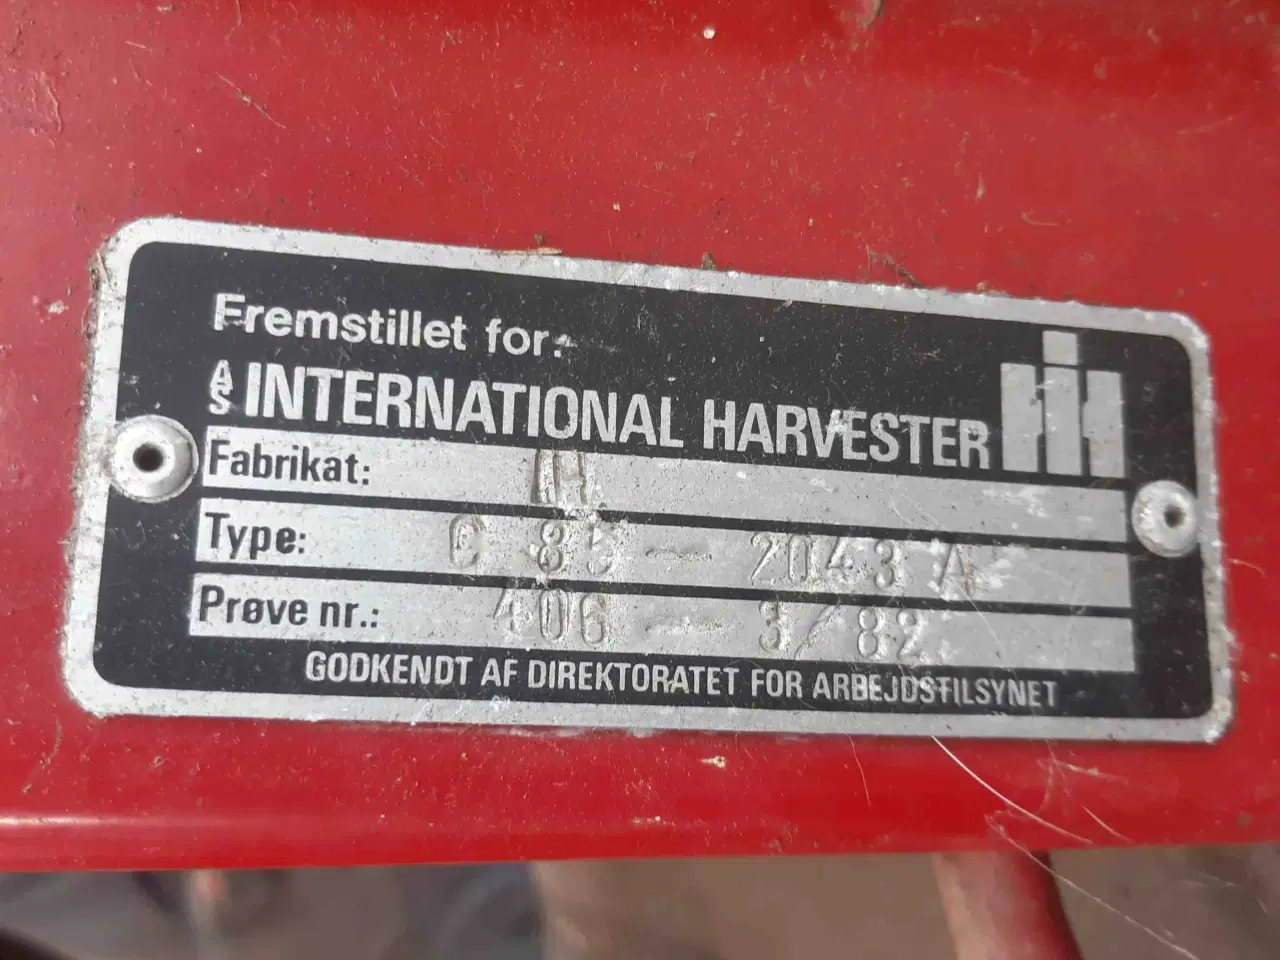 Fremstillet for:
A/S INTERNATIONAL HARVESTER
Fabrikat: IH
Type: C 85 — 2043 A
Prøve nr.: 406 — 3/82
GODKENDT AF DIREKTORATET FOR ARBEJDSTILSYNET